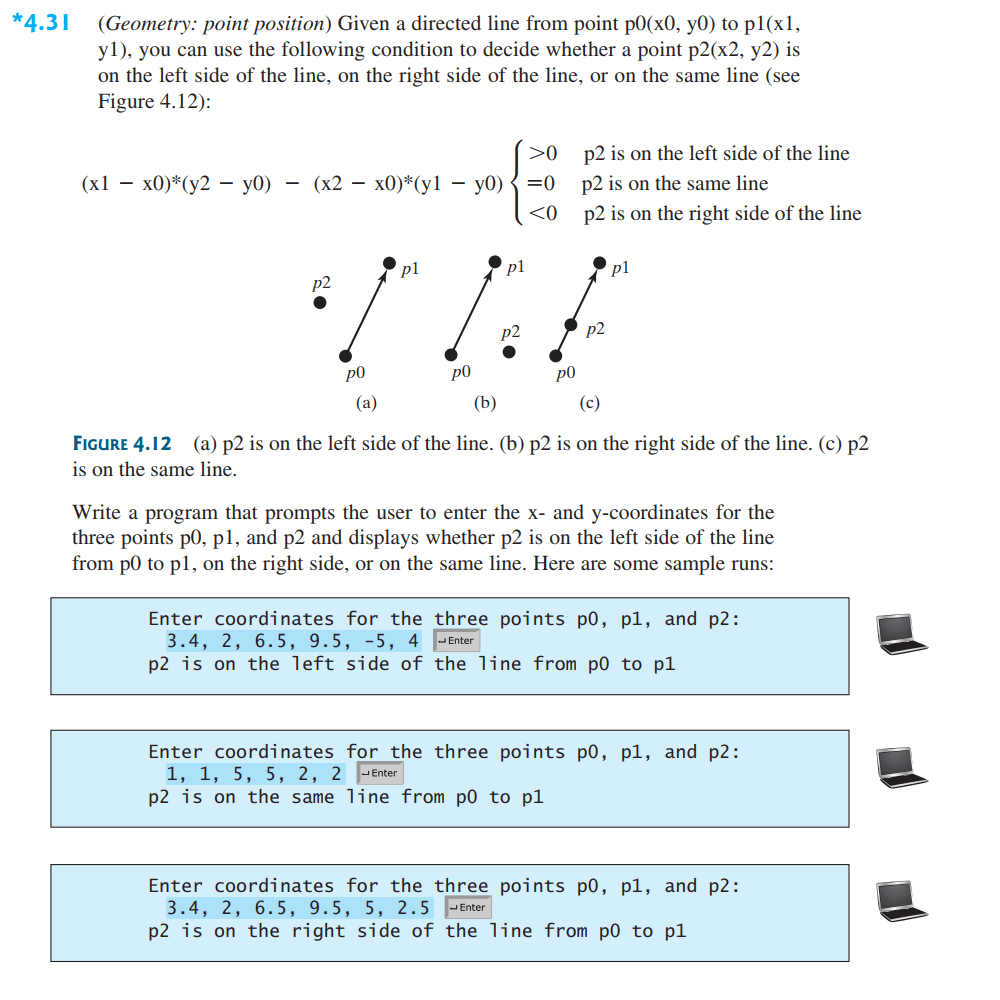 *4.31 (Geometry: point position) Given a directed line from point p0(x0, y0) to p1(x1,
y1), you can use the following condition to decide whether a point p2(x2, y2) is
on the left side of the line, on the right side of the line, or on the same line (see
Figure 4.12):
>0 p2 is on the left side of the line
(x1 − x0)*(y2 − y0) − (x2 − x0)*(y1 − y0) =0 p2 is on the same line
<0 p2 is on the right side of the line
p2 p1 p0
(a)
p1 p2 p0
(b)
p1 p2 p0
(c)
FIGURE 4.12 (a) p2 is on the left side of the line. (b) p2 is on the right side of the line. (c) p2
is on the same line.
Write a program that prompts the user to enter the x- and y-coordinates for the
three points p0, p1, and p2 and displays whether p2 is on the left side of the line
from p0 to p1, on the right side, or on the same line. Here are some sample runs:
Enter coordinates for the three points p0, p1, and p2:
3.4, 2, 6.5, 9.5, -5, 4 ↵Enter
p2 is on the left side of the line from p0 to p1
Enter coordinates for the three points p0, p1, and p2:
1, 1, 5, 5, 2, 2 ↵Enter
p2 is on the same line from p0 to p1
Enter coordinates for the three points p0, p1, and p2:
3.4, 2, 6.5, 9.5, 5, 2.5 ↵Enter
p2 is on the right side of the line from p0 to p1